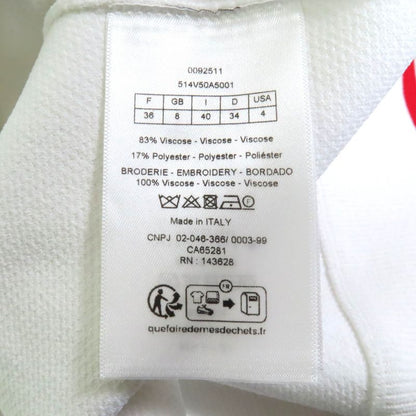 0092511
514V50A5001
F GB I D USA
36 8 40 34 4
83% Viscose - Viscose - Viscose
17% Polyester - Polyester - Poliéster
BRODERIE - EMBROIDERY - BORDADO
100% Viscose - Viscose - Viscose
Made in ITALY
CNPJ 02-046-366/ 0003-99
CA65281
RN : 143628
FR
quefairedemesdechets.fr